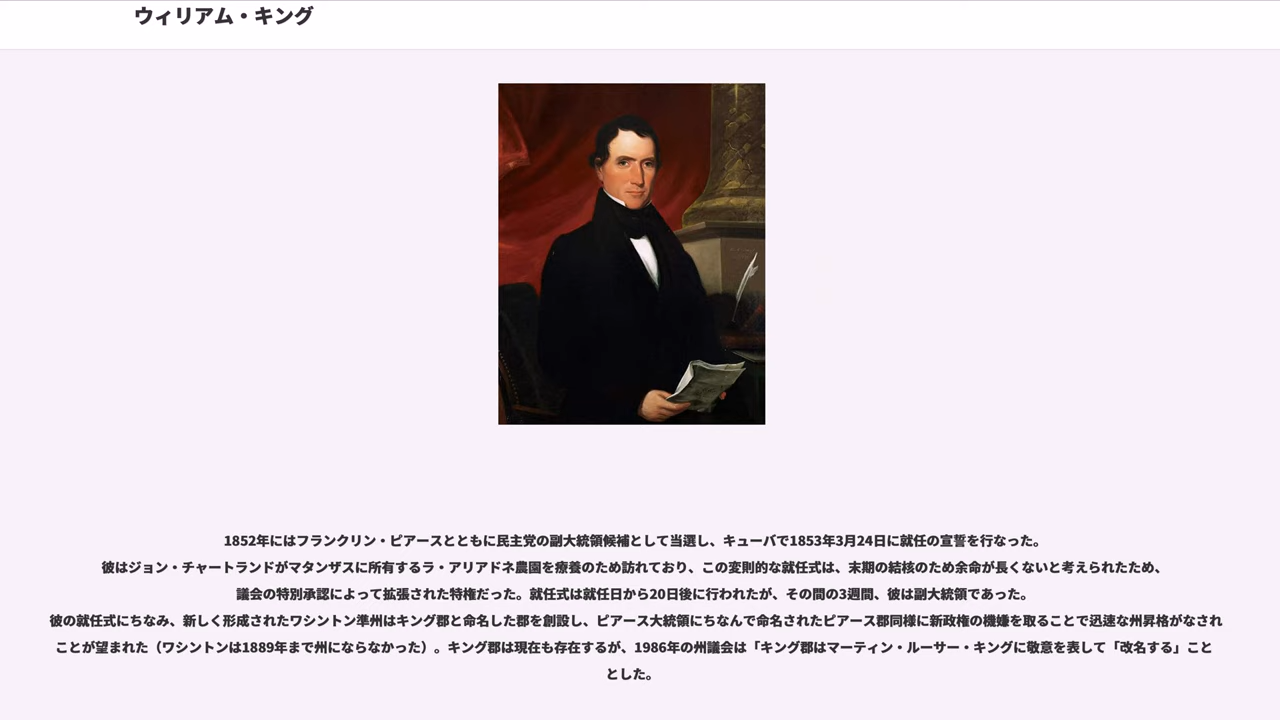 ウィリアム・キング
1852年にはフランクリン・ピアースとともに民主党の副大統領候補として当選し、キューバで1853年3月24日に就任の宣誓を行なった。
彼はジョン・チャートランドがマタンザスに所有するラ・アリアドネ農園を療養のため訪れており、この変則的な就任式は、末期の結核のため余命が長くないと考えられたため、
議会の特別承認によって拡張された特権だった。就任式は就任日から20日後に行われたが、その間の3週間、彼は副大統領であった。
彼の就任式にちなみ、新しく形成されたワシントン準州はキング郡と命名した郡を創設し、ピアース大統領にちなんで命名されたピアース郡同様に新政権の機嫌を取ることで迅速な州昇格がなされ
ことが望まれた（ワシントンは1889年まで州にならなかった）。キング郡は現在も存在するが、1986年の州議会は「キング郡はマーティン・ルーサー・キングに敬意を表して「改名する」こと
とした。